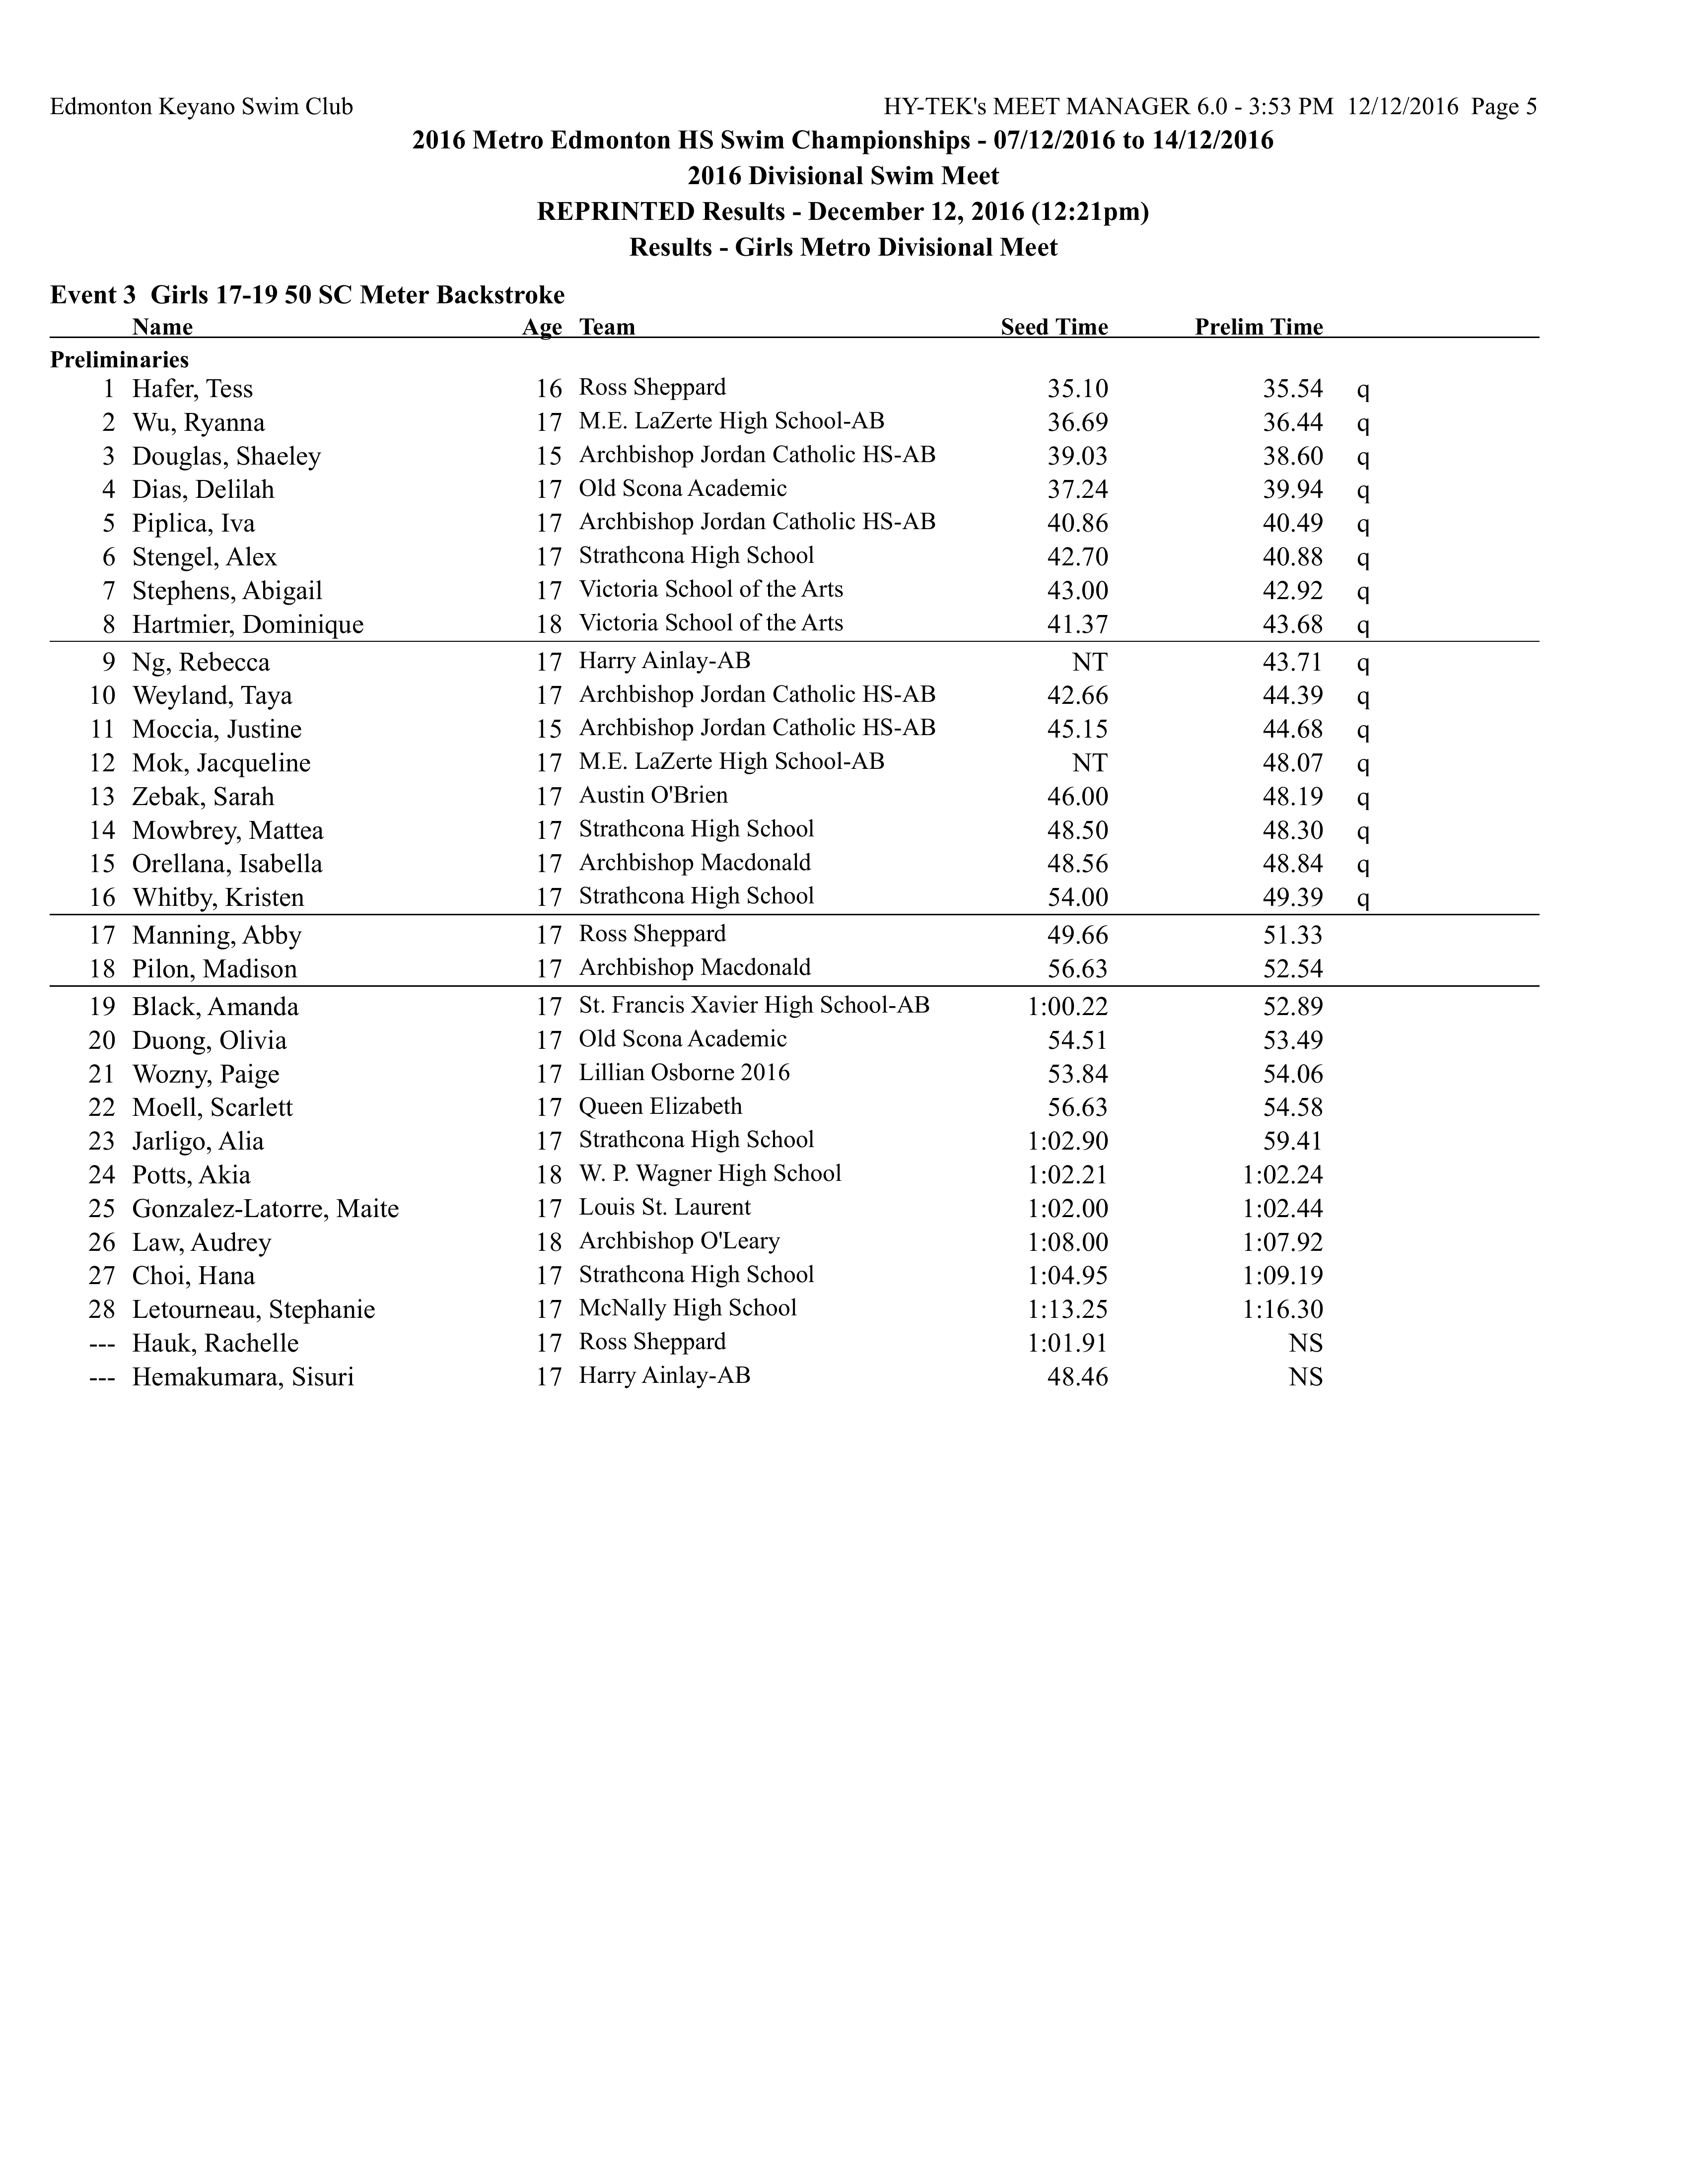 Edmonton Keyano Swim Club HY-TEK's MEET MANAGER 6.0 - 3:53 PM 12/12/2016 Page 5
2016 Metro Edmonton HS Swim Championships - 07/12/2016 to 14/12/2016
2016 Divisional Swim Meet
REPRINTED Results - December 12, 2016 (12:21pm)
Results - Girls Metro Divisional Meet
Event 3 Girls 17-19 50 SC Meter Backstroke
Name Age Team Seed Time Prelim Time
Preliminaries
1 Hafer, Tess 16 Ross Sheppard 35.10 35.54 q
2 Wu, Ryanna 17 M.E. LaZerte High School-AB 36.69 36.44 q
3 Douglas, Shaeley 15 Archbishop Jordan Catholic HS-AB 39.03 38.60 q
4 Dias, Delilah 17 Old Scona Academic 37.24 39.94 q
5 Piplica, Iva 17 Archbishop Jordan Catholic HS-AB 40.86 40.49 q
6 Stengel, Alex 17 Strathcona High School 42.70 40.88 q
7 Stephens, Abigail 17 Victoria School of the Arts 43.00 42.92 q
8 Hartmier, Dominique 18 Victoria School of the Arts 41.37 43.68 q
9 Ng, Rebecca 17 Harry Ainlay-AB NT 43.71 q
10 Weyland, Taya 17 Archbishop Jordan Catholic HS-AB 42.66 44.39 q
11 Moccia, Justine 15 Archbishop Jordan Catholic HS-AB 45.15 44.68 q
12 Mok, Jacqueline 17 M.E. LaZerte High School-AB NT 48.07 q
13 Zebak, Sarah 17 Austin O'Brien 46.00 48.19 q
14 Mowbrey, Mattea 17 Strathcona High School 48.50 48.30 q
15 Orellana, Isabella 17 Archbishop Macdonald 48.56 48.84 q
16 Whitby, Kristen 17 Strathcona High School 54.00 49.39 q
17 Manning, Abby 17 Ross Sheppard 49.66 51.33
18 Pilon, Madison 17 Archbishop Macdonald 56.63 52.54
19 Black, Amanda 17 St. Francis Xavier High School-AB 1:00.22 52.89
20 Duong, Olivia 17 Old Scona Academic 54.51 53.49
21 Wozny, Paige 17 Lillian Osborne 2016 53.84 54.06
22 Moell, Scarlett 17 Queen Elizabeth 56.63 54.58
23 Jarligo, Alia 17 Strathcona High School 1:02.90 59.41
24 Potts, Akia 18 W. P. Wagner High School 1:02.21 1:02.24
25 Gonzalez-Latorre, Maite 17 Louis St. Laurent 1:02.00 1:02.44
26 Law, Audrey 18 Archbishop O'Leary 1:08.00 1:07.92
27 Choi, Hana 17 Strathcona High School 1:04.95 1:09.19
28 Letourneau, Stephanie 17 McNally High School 1:13.25 1:16.30
--- Hauk, Rachelle 17 Ross Sheppard 1:01.91 NS
--- Hemakumara, Sisuri 17 Harry Ainlay-AB 48.46 NS